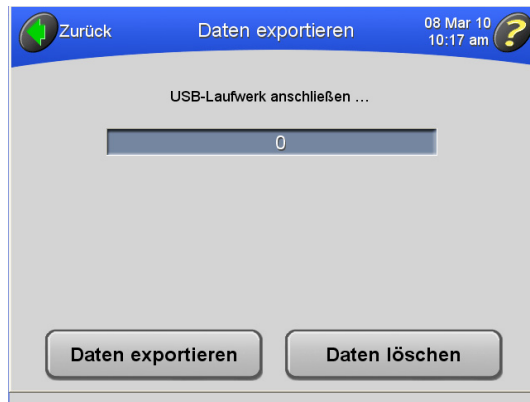 Zurück
Daten exportieren
08 Mar 10
10:17 am
?
USB-Laufwerk anschließen ...
0
Daten exportieren
Daten löschen